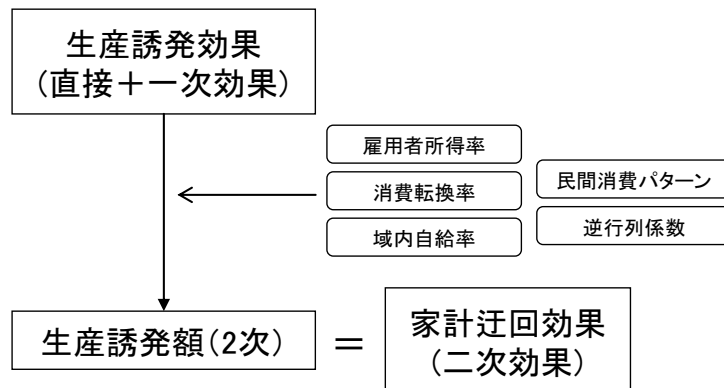 生産誘発効果
(直接＋一次効果)
雇用者所得率
民間消費パターン
消費転換率
逆行列係数
域内自給率
生産誘発額(2次)
＝
家計迂回効果
(二次効果)